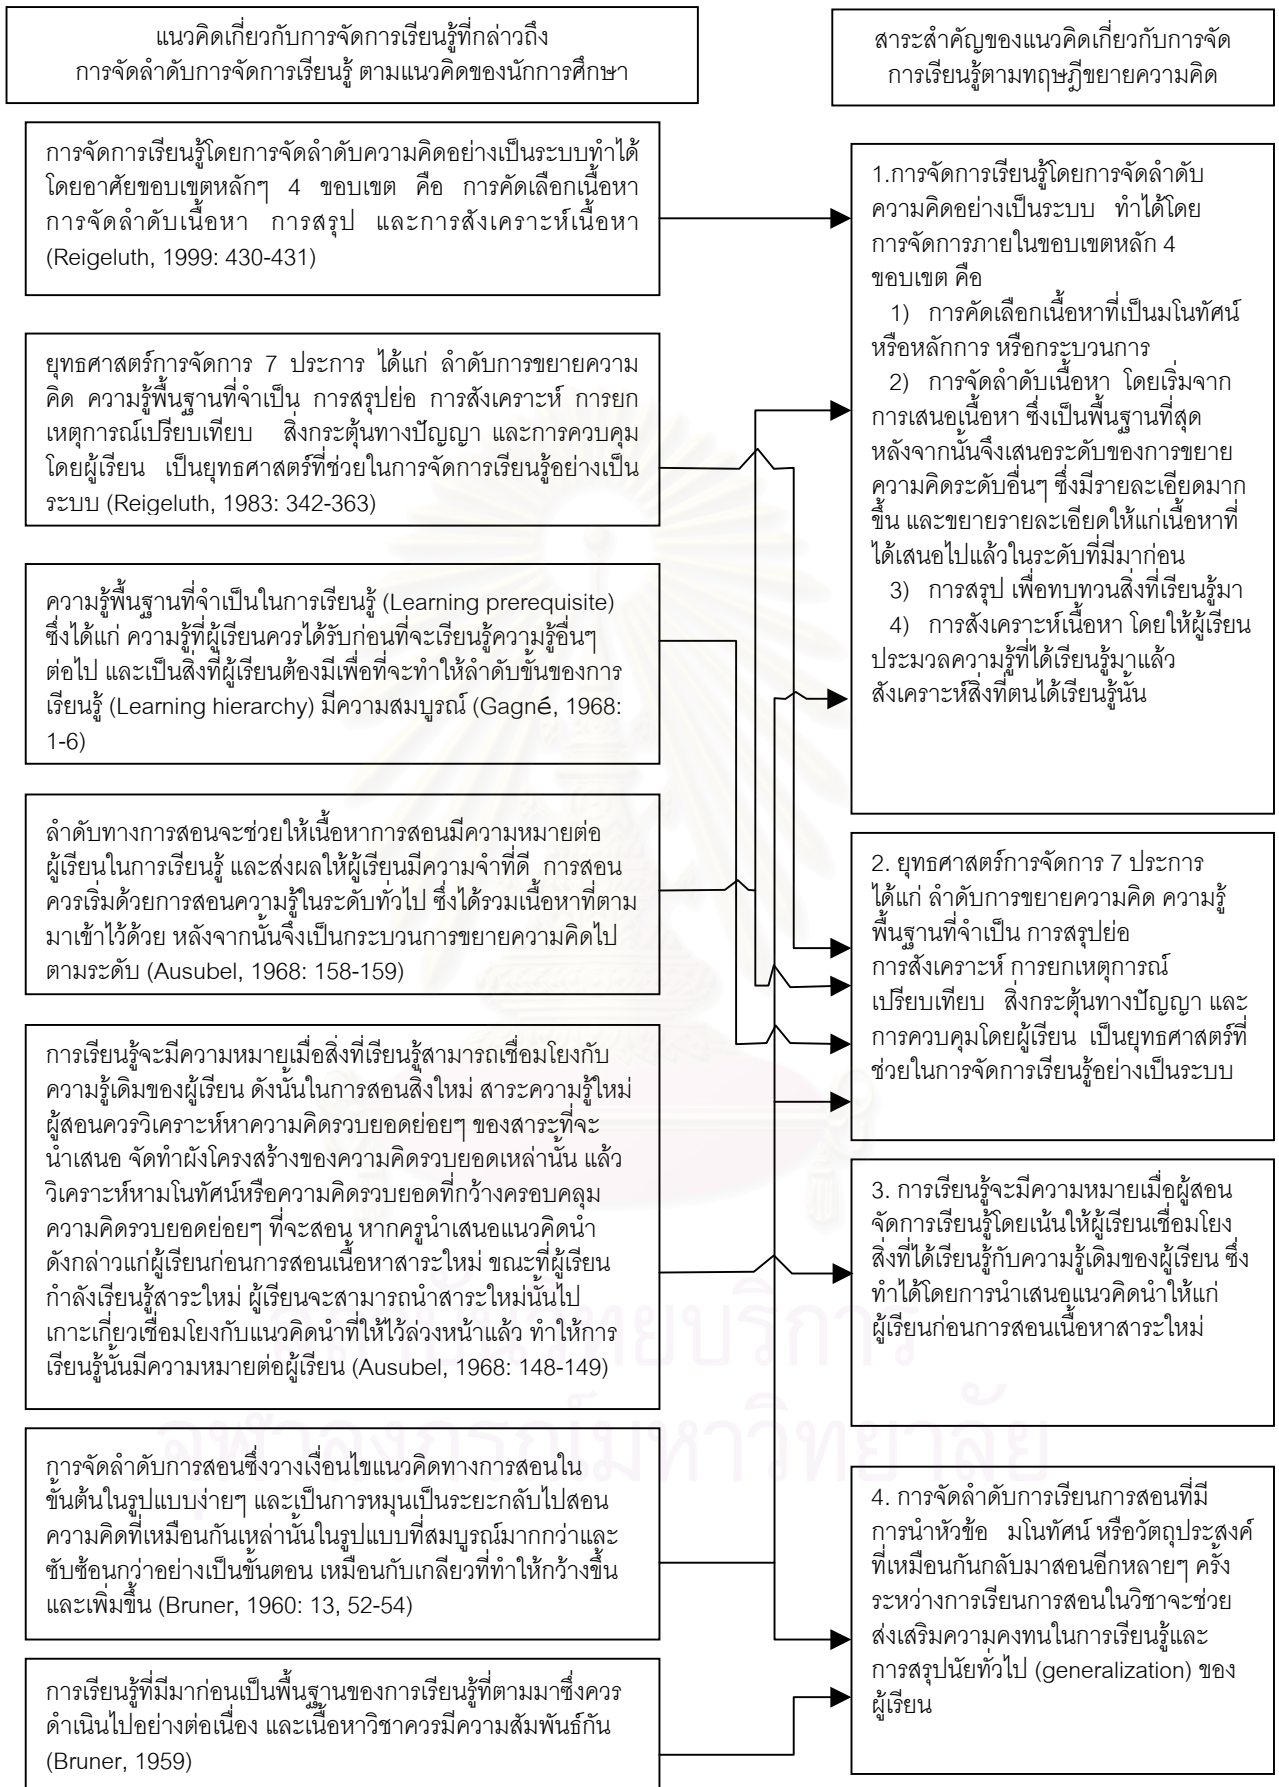 แนวคิดเกี่ยวกับการจัดการเรียนรู้ที่กล่าวถึง
การจัดลำดับการจัดการเรียนรู้ ตามแนวคิดของนักการศึกษา
สาระสำคัญของแนวคิดเกี่ยวกับการจัด
การเรียนรู้ตามทฤษฎีขยายความคิด
การจัดการเรียนรู้โดยการจัดลำดับความคิดอย่างเป็นระบบทำได้
โดยอาศัยขอบเขตหลักๆ 4 ขอบเขต คือ การคัดเลือกเนื้อหา
การจัดลำดับเนื้อหา การสรุป และการสังเคราะห์เนื้อหา
(Reigeluth, 1999: 430-431)
ยุทธศาสตร์การจัดการ 7 ประการ ได้แก่ ลำดับการขยายความ
คิด ความรู้พื้นฐานที่จำเป็น การสรุปย่อ การสังเคราะห์ การยก
เหตุการณ์เปรียบเทียบ สิ่งกระตุ้นทางปัญญา และการควบคุม
โดยผู้เรียน เป็นยุทธศาสตร์ที่ช่วยในการจัดการเรียนรู้อย่างเป็น
ระบบ (Reigeluth, 1983: 342-363)
ความรู้พื้นฐานที่จำเป็นในการเรียนรู้ (Learning prerequisite)
ซึ่งได้แก่ ความรู้ที่ผู้เรียนควรได้รับก่อนที่จะเรียนรู้ความรู้อื่นๆ
ต่อไป และเป็นสิ่งที่ผู้เรียนต้องมีเพื่อที่จะทำให้ลำดับขั้นของการ
เรียนรู้ (Learning hierarchy) มีความสมบูรณ์ (Gagné, 1968:
1-6)
ลำดับทางการสอนจะช่วยให้เนื้อหาการสอนมีความหมายต่อ
ผู้เรียนในการเรียนรู้ และส่งผลให้ผู้เรียนมีความจำที่ดี การสอน
ควรเริ่มด้วยการสอนความรู้ในระดับทั่วไป ซึ่งได้รวมเนื้อหาที่ตาม
มาเข้าไว้ด้วย หลังจากนั้นจึงเป็นกระบวนการขยายความคิดไป
ตามระดับ (Ausubel, 1968: 158-159)
การเรียนรู้จะมีความหมายเมื่อสิ่งที่เรียนรู้สามารถเชื่อมโยงกับ
ความรู้เดิมของผู้เรียน ดังนั้นในการสอนสิ่งใหม่ สาระความรู้ใหม่
ผู้สอนควรวิเคราะห์หาความคิดรวบยอดย่อยๆ ของสาระที่จะ
นำเสนอ จัดทำผังโครงสร้างของความคิดรวบยอดเหล่านั้น แล้ว
วิเคราะห์หามโนทัศน์หรือความคิดรวบยอดที่กว้างครอบคลุม
ความคิดรวบยอดย่อยๆ ที่จะสอน หากครูนำเสนอแนวคิดนำ
ดังกล่าวแก่ผู้เรียนก่อนการสอนเนื้อหาสาระใหม่ ขณะที่ผู้เรียน
กำลังเรียนรู้สาระใหม่ ผู้เรียนจะสามารถนำสาระใหม่นั้นไป
เกาะเกี่ยวเชื่อมโยงกับแนวคิดนำที่ให้ไว้ล่วงหน้าแล้ว ทำให้การ
เรียนรู้นั้นมีความหมายต่อผู้เรียน (Ausubel, 1968: 148-149)
การจัดลำดับการสอนซึ่งวางเงื่อนไขแนวคิดทางการสอนใน
ขั้นต้นในรูปแบบง่ายๆ และเป็นการหมุนเป็นระยะกลับไปสอน
ความคิดที่เหมือนกันเหล่านั้นในรูปแบบที่สมบูรณ์มากกว่าและ
ซับซ้อนกว่าอย่างเป็นขั้นตอน เหมือนกับเกลียวที่ทำให้กว้างขึ้น
และเพิ่มขึ้น (Bruner, 1960: 13, 52-54)
การเรียนรู้ที่มีมาก่อนเป็นพื้นฐานของการเรียนรู้ที่ตามมาซึ่งควร
ดำเนินไปอย่างต่อเนื่อง และเนื้อหาวิชาควรมีความสัมพันธ์กัน
(Bruner, 1959)
1.การจัดการเรียนรู้โดยการจัดลำดับ
ความคิดอย่างเป็นระบบ ทำได้โดย
การจัดการภายในขอบเขตหลัก 4
ขอบเขต คือ
1) การคัดเลือกเนื้อหาที่เป็นมโนทัศน์
หรือหลักการ หรือกระบวนการ
2) การจัดลำดับเนื้อหา โดยเริ่มจาก
การเสนอเนื้อหา ซึ่งเป็นพื้นฐานที่สุด
หลังจากนั้นจึงเสนอระดับของการขยาย
ความคิดระดับอื่นๆ ซึ่งมีรายละเอียดมาก
ขึ้น และขยายรายละเอียดให้แก่เนื้อหาที่
ได้เสนอไปแล้วในระดับที่มีมาก่อน
3) การสรุป เพื่อทบทวนสิ่งที่เรียนรู้มา
4) การสังเคราะห์เนื้อหา โดยให้ผู้เรียน
ประมวลความรู้ที่ได้เรียนรู้มาแล้ว
สังเคราะห์สิ่งที่ตนได้เรียนรู้นั้น
2. ยุทธศาสตร์การจัดการ 7 ประการ
ได้แก่ ลำดับการขยายความคิด ความรู้
พื้นฐานที่จำเป็น การสรุปย่อ
การสังเคราะห์ การยกเหตุการณ์
เปรียบเทียบ สิ่งกระตุ้นทางปัญญา และ
การควบคุมโดยผู้เรียน เป็นยุทธศาสตร์ที่
ช่วยในการจัดการเรียนรู้อย่างเป็นระบบ
3. การเรียนรู้จะมีความหมายเมื่อผู้สอน
จัดการเรียนรู้โดยเน้นให้ผู้เรียนเชื่อมโยง
สิ่งที่ได้เรียนรู้กับความรู้เดิมของผู้เรียน ซึ่ง
ทำได้โดยการนำเสนอแนวคิดนำให้แก่
ผู้เรียนก่อนการสอนเนื้อหาสาระใหม่
4. การจัดลำดับการเรียนการสอนที่มี
การนำหัวข้อ มโนทัศน์ หรือวัตถุประสงค์
ที่เหมือนกันกลับมาสอนอีกหลายๆ ครั้ง
ระหว่างการเรียนการสอนในวิชาจะช่วย
ส่งเสริมความคงทนในการเรียนรู้และ
การสรุปนัยทั่วไป (generalization) ของ
ผู้เรียน
สถาบันวิทยบริการ
จุฬาลงกรณ์มหาวิทยาลัย